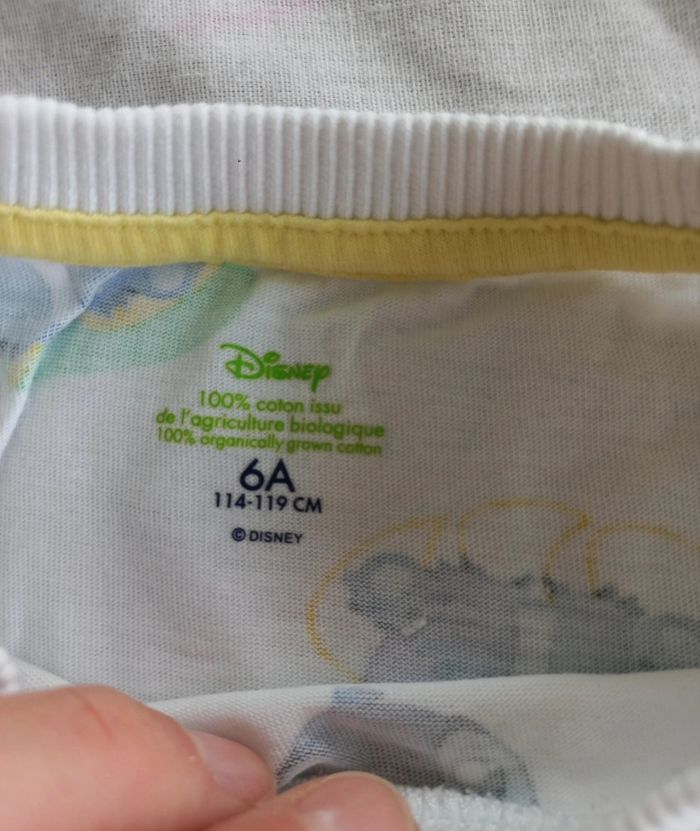 Disney
100% coton issu
de l'agriculture biologique
100% organically grown cotton
6A
114-119 CM
© DISNEY